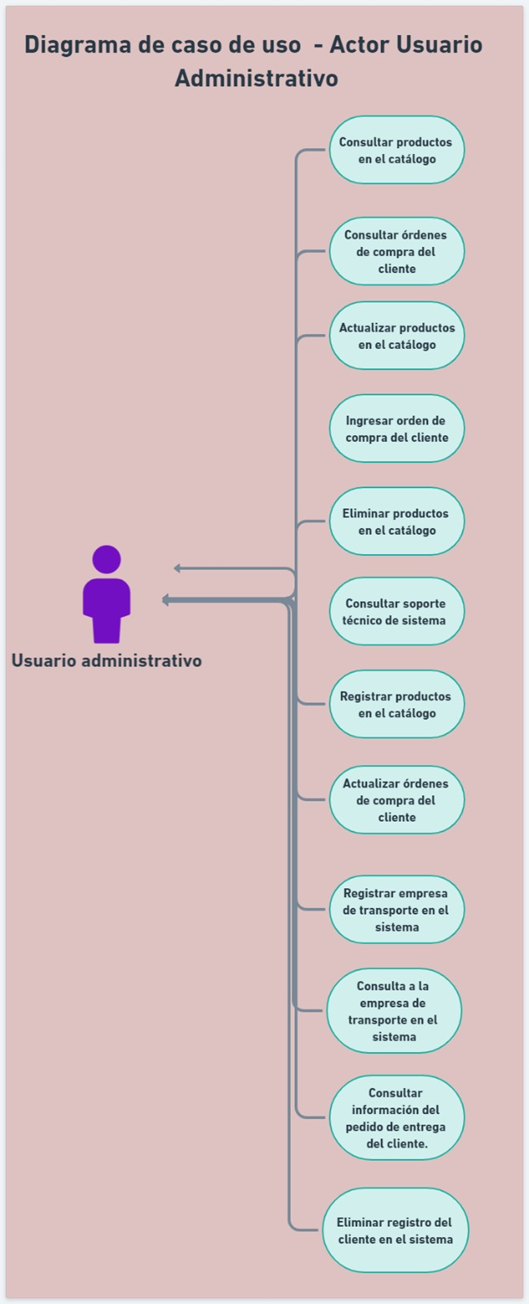 Diagrama de caso de uso - Actor Usuario
Administrativo
Consultar productos
en el catálogo
Consultar órdenes
de compra del
cliente
Actualizar productos
en el catálogo
Ingresar orden de
compra del cliente
Eliminar productos
en el catálogo
Consultar soporte
técnico de sistema
Usuario administrativo
Registrar productos
en el catálogo
Actualizar órdenes
de compra del
cliente
Registrar empresa
de transporte en el
sistema
Consulta a la
empresa de
transporte en el
sistema
Consultar
información del
pedido de entrega
del cliente.
Eliminar registro del
cliente en el sistema